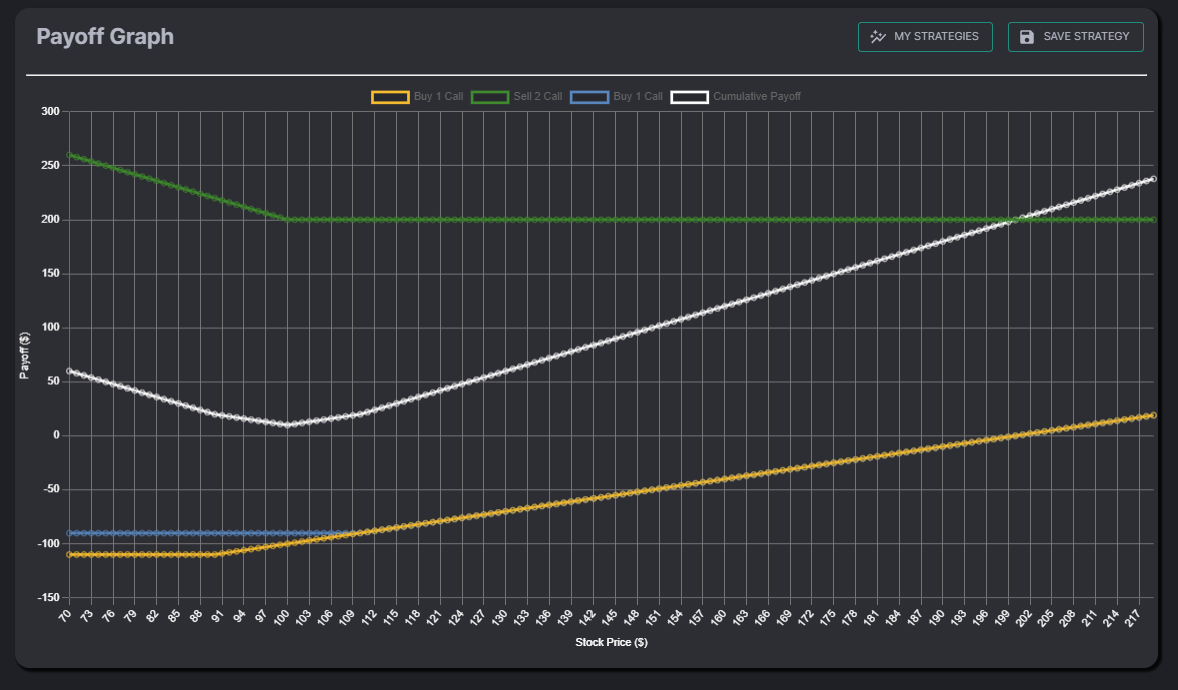 Payoff Graph
MY STRATEGIES
SAVE STRATEGY
Buy 1 Call
Sell 2 Call
Buy 1 Call
Cumulative Payoff
300
250
200
150
100
50
0
-50
-100
-150
Payoff ($)
70 73 76 79 82 85 88 91 94 97 100 103 106 109 112 115 118 121 124 127 130 133 136 139 142 145 148 151 154 157 160 163 166 169 172 175 178 181 184 187 190 193 196 199 202 205 208 211 214 217
Stock Price ($)